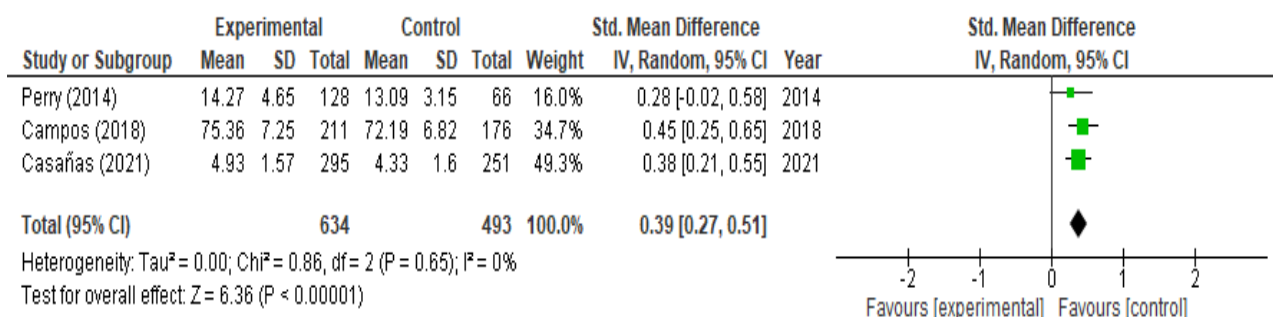 Experimental Control Std. Mean Difference Std. Mean Difference
Study or Subgroup Mean SD Total Mean SD Total Weight IV, Random, 95% CI Year IV, Random, 95% CI
Perry (2014) 14.27 4.65 128 13.09 3.15 66 16.0% 0.28 [-0.02, 0.58] 2014
Campos (2018) 75.36 7.25 211 72.19 6.82 176 34.7% 0.45 [0.25, 0.65] 2018
Casañas (2021) 4.93 1.57 295 4.33 1.6 251 49.3% 0.38 [0.21, 0.55] 2021
Total (95% CI) 634 493 100.0% 0.39 [0.27, 0.51]
Heterogeneity: Tau² = 0.00; Chi² = 0.86, df = 2 (P = 0.65); I² = 0%
Test for overall effect: Z = 6.36 (P < 0.00001)
-2 -1 0 1 2
Favours [experimental] Favours [control]